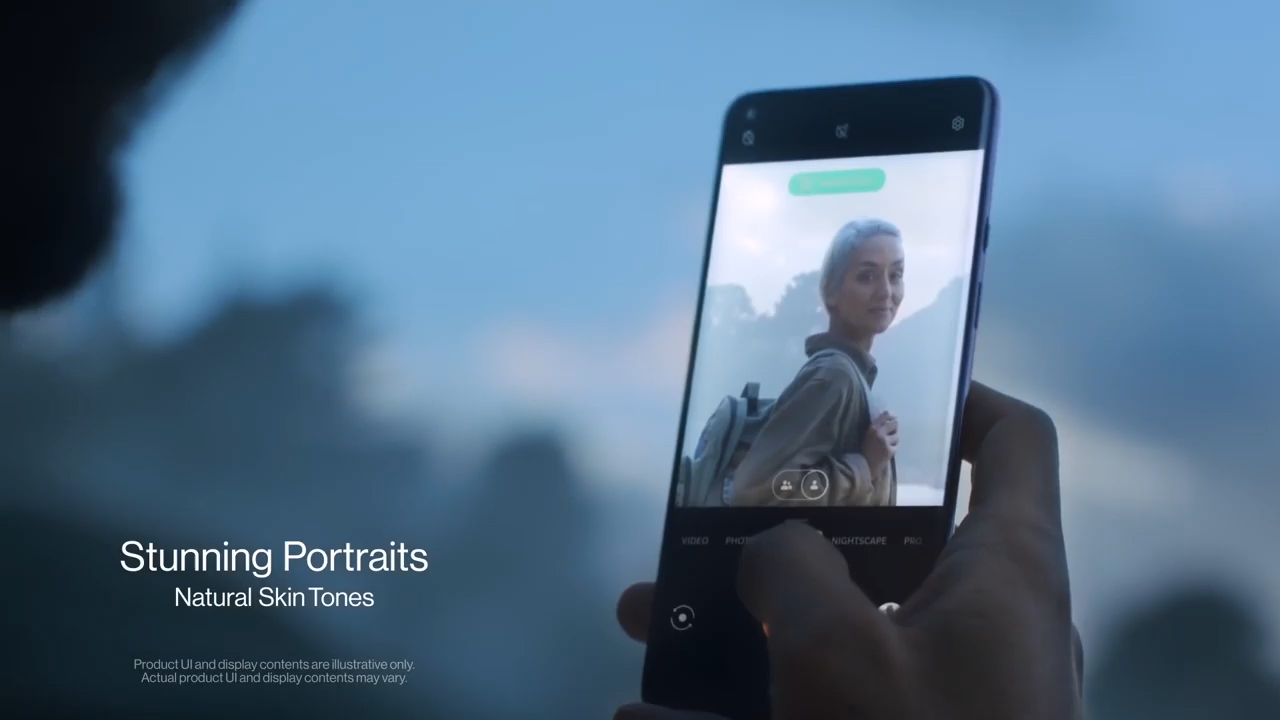 VIDEO
NIGHTSCAPE
PRO
Stunning Portraits
Natural Skin Tones
Product UI and display contents are illustrative only.
Actual product UI and display contents may vary.